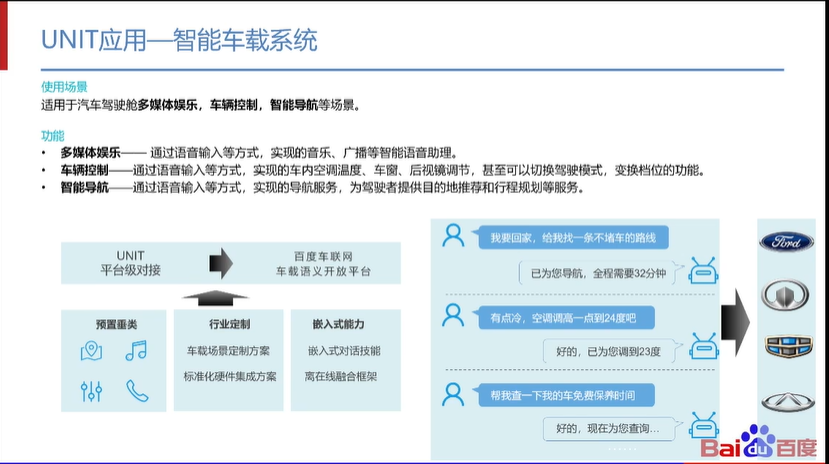 UNIT应用—智能车载系统
使用场景
适用于汽车驾驶舱多媒体娱乐，车辆控制，智能导航等场景。
功能
• 多媒体娱乐—— 通过语音输入等方式，实现的音乐、广播等智能语音助理。
• 车辆控制——通过语音输入等方式，实现的车内空调温度、车窗、后视镜调节，甚至可以切换驾驶模式，变换档位的功能。
• 智能导航——通过语音输入等方式，实现的导航服务，为驾驶者提供目的地推荐和行程规划等服务。
UNIT
平台级对接
百度车联网
车载语义开放平台
预置垂类
行业定制
车载场景定制方案
标准化硬件集成方案
嵌入式能力
嵌入式对话技能
离在线融合框架
我要回家，给我找一条不堵车的路线
已为您导航，全程需要32分钟
有点冷，空调调高一点到24度吧
好的，已为您调到23度
帮我查一下我的车免费保养时间
好的，现在为您查询...
......
Ford
Bai du 百度